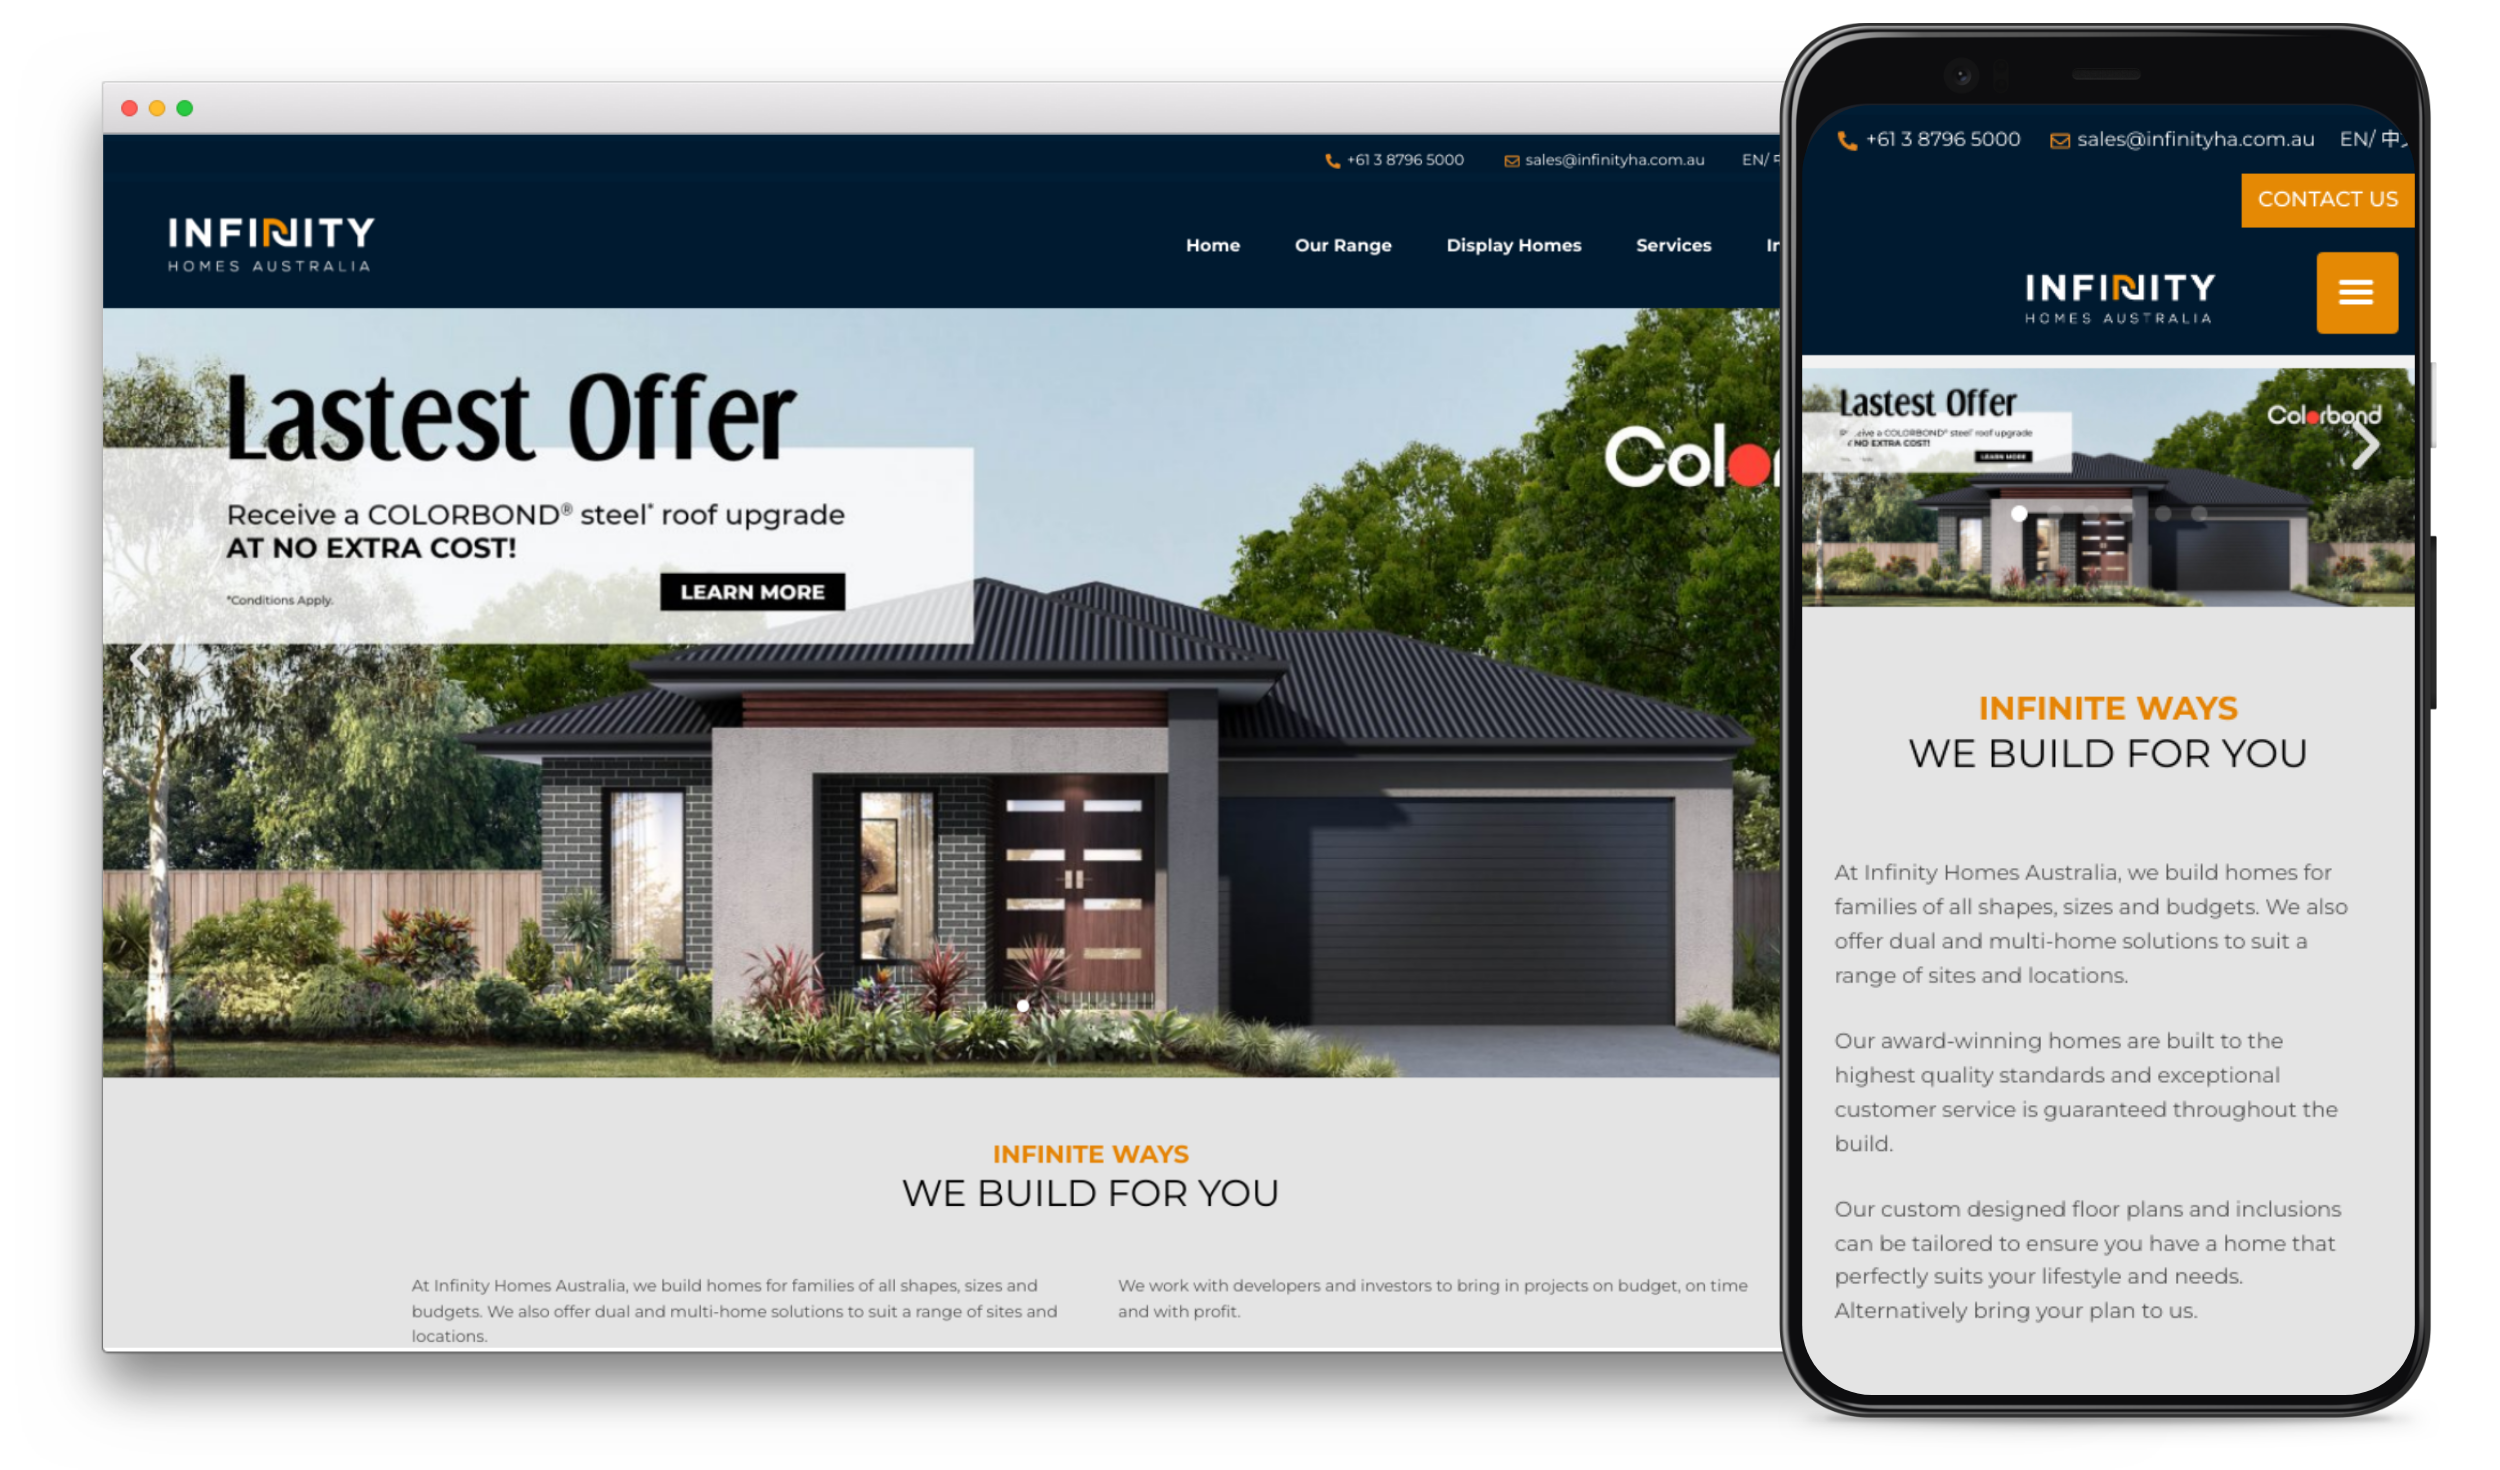 +61 3 8796 5000 sales@infinityha.com.au EN/
INFINITY
HOMES AUSTRALIA
Home Our Range Display Homes Services
Lastest Offer
Receive a COLORBOND® steel* roof upgrade
AT NO EXTRA COST!
LEARN MORE
*Conditions Apply.
INFINITE WAYS
WE BUILD FOR YOU
At Infinity Homes Australia, we build homes for families of all shapes, sizes and
budgets. We also offer dual and multi-home solutions to suit a range of sites and
locations.
We work with developers and investors to bring in projects on budget, on time
and with profit.
+61 3 8796 5000 sales@infinityha.com.au EN/ 中
CONTACT US
INFINITY
HOMES AUSTRALIA
Lastest Offer
Colorbond
Receive a COLORBOND® steel* roof upgrade
AT NO EXTRA COST!
LEARN MORE
INFINITE WAYS
WE BUILD FOR YOU
At Infinity Homes Australia, we build homes for
families of all shapes, sizes and budgets. We also
offer dual and multi-home solutions to suit a
range of sites and locations.
Our award-winning homes are built to the
highest quality standards and exceptional
customer service is guaranteed throughout the
build.
Our custom designed floor plans and inclusions
can be tailored to ensure you have a home that
perfectly suits your lifestyle and needs.
Alternatively bring your plan to us.